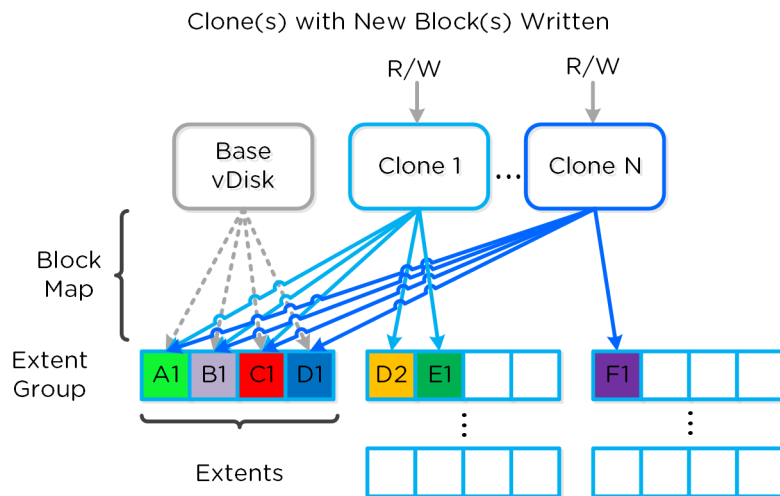 Clone(s) with New Block(s) Written
R/W
R/W
Base
vDisk
Clone 1
...
Clone N
Block
Map
Extent
Group
A1
B1
C1
D1
D2
E1
F1
Extents